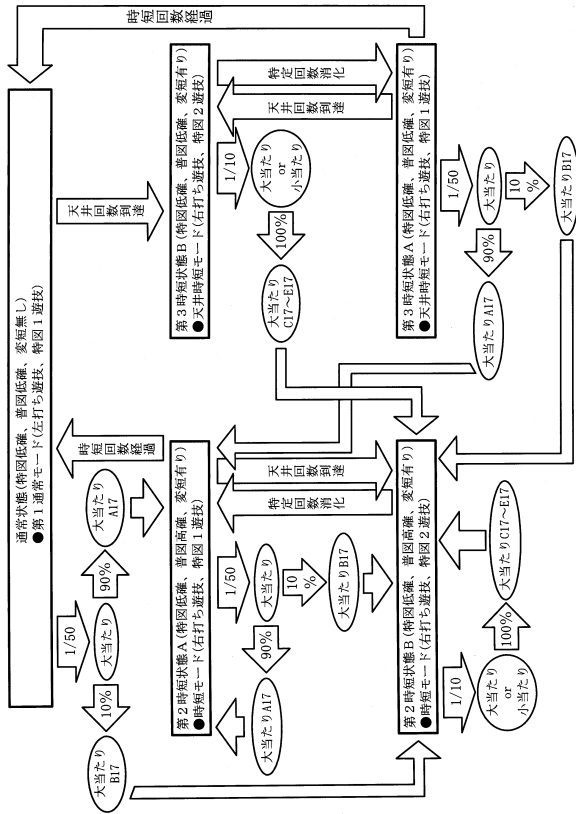 通常状態(特図低確、普図低確、変短無し)
●第1通常モード(左打ち遊技、特図1遊技)
1/50
大当たり
10%
大当たり
B17
90%
大当たり
A17
時短回数経過
天井回数到達
時短回数経過
第2時短状態A(特図低確、普図高確、変短有り)
●時短モード(右打ち遊技、特図1遊技)
1/50
大当たり
90%
大当たりA17
10
%
大当たりB17
特定回数消化
天井回数到達
第3時短状態B(特図低確、普図低確、変短有り)
●天井時短モード(右打ち遊技、特図2遊技)
1/10
大当たり
or
小当たり
100%
大当たり
C17～E17
天井回数到達
特定回数消化
第2時短状態B(特図低確、普図高確、変短有り)
●時短モード(右打ち遊技、特図2遊技)
1/10
大当たり
or
小当たり
100%
大当たりC17～E17
第3時短状態A(特図低確、普図低確、変短有り)
●天井時短モード(右打ち遊技、特図1遊技)
1/50
大当たり
90%
大当たりA17
10
%
大当たりB17